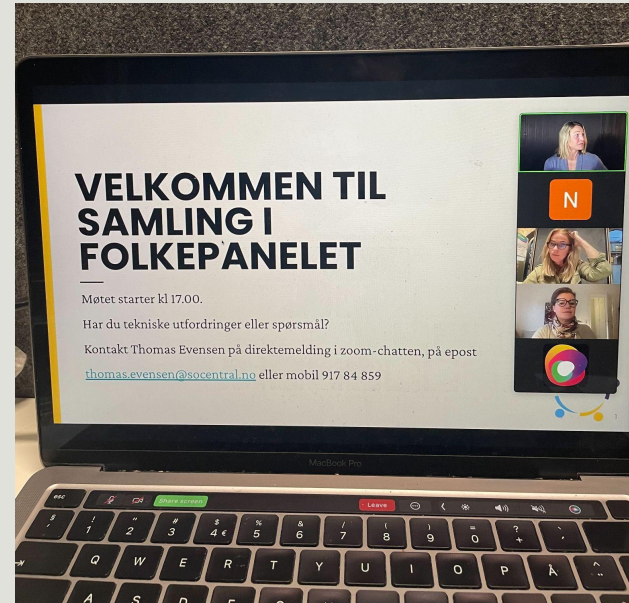 VELKOMMEN TIL
SAMLING I
FOLKEPANELET
Møtet starter kl 17.00.
Har du tekniske utfordringer eller spørsmål?
Kontakt Thomas Evensen på direktemelding i zoom-chatten, på epost
thomas.evensen@socentral.no eller mobil 917 84 859
N
1
MacBook Pro
esc
Share screen
Leave
§ ! " # $ % & / ( ) = ? `
1 2 3 4 € 5 6 7 8 9 0 + ´
Q W E R T Y U I O P Å ^ ¨
A S D